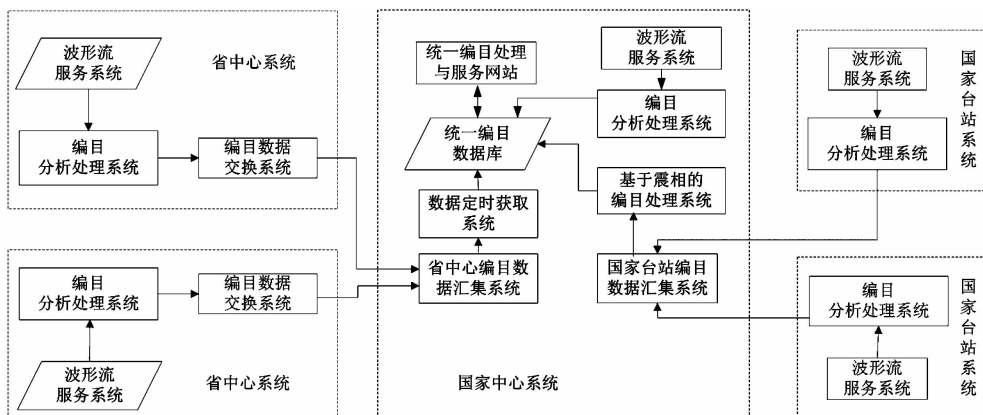 波形流
服务系统
省中心系统
编目
分析处理系统
编目数据
交换系统
编目
分析处理系统
编目数据
交换系统
波形流
服务系统
省中心系统
统一编目处理
与服务网站
波形流
服务系统
统一编目
数据库
编目
分析处理系统
数据定时获取
系统
基于震相的
编目处理系统
省中心编目数
据汇集系统
国家台站编目
数据汇集系统
国家中心系统
波形流
服务系统
编目
分析处理系统
国家台站系统
编目
分析处理系统
波形流
服务系统
国家台站系统